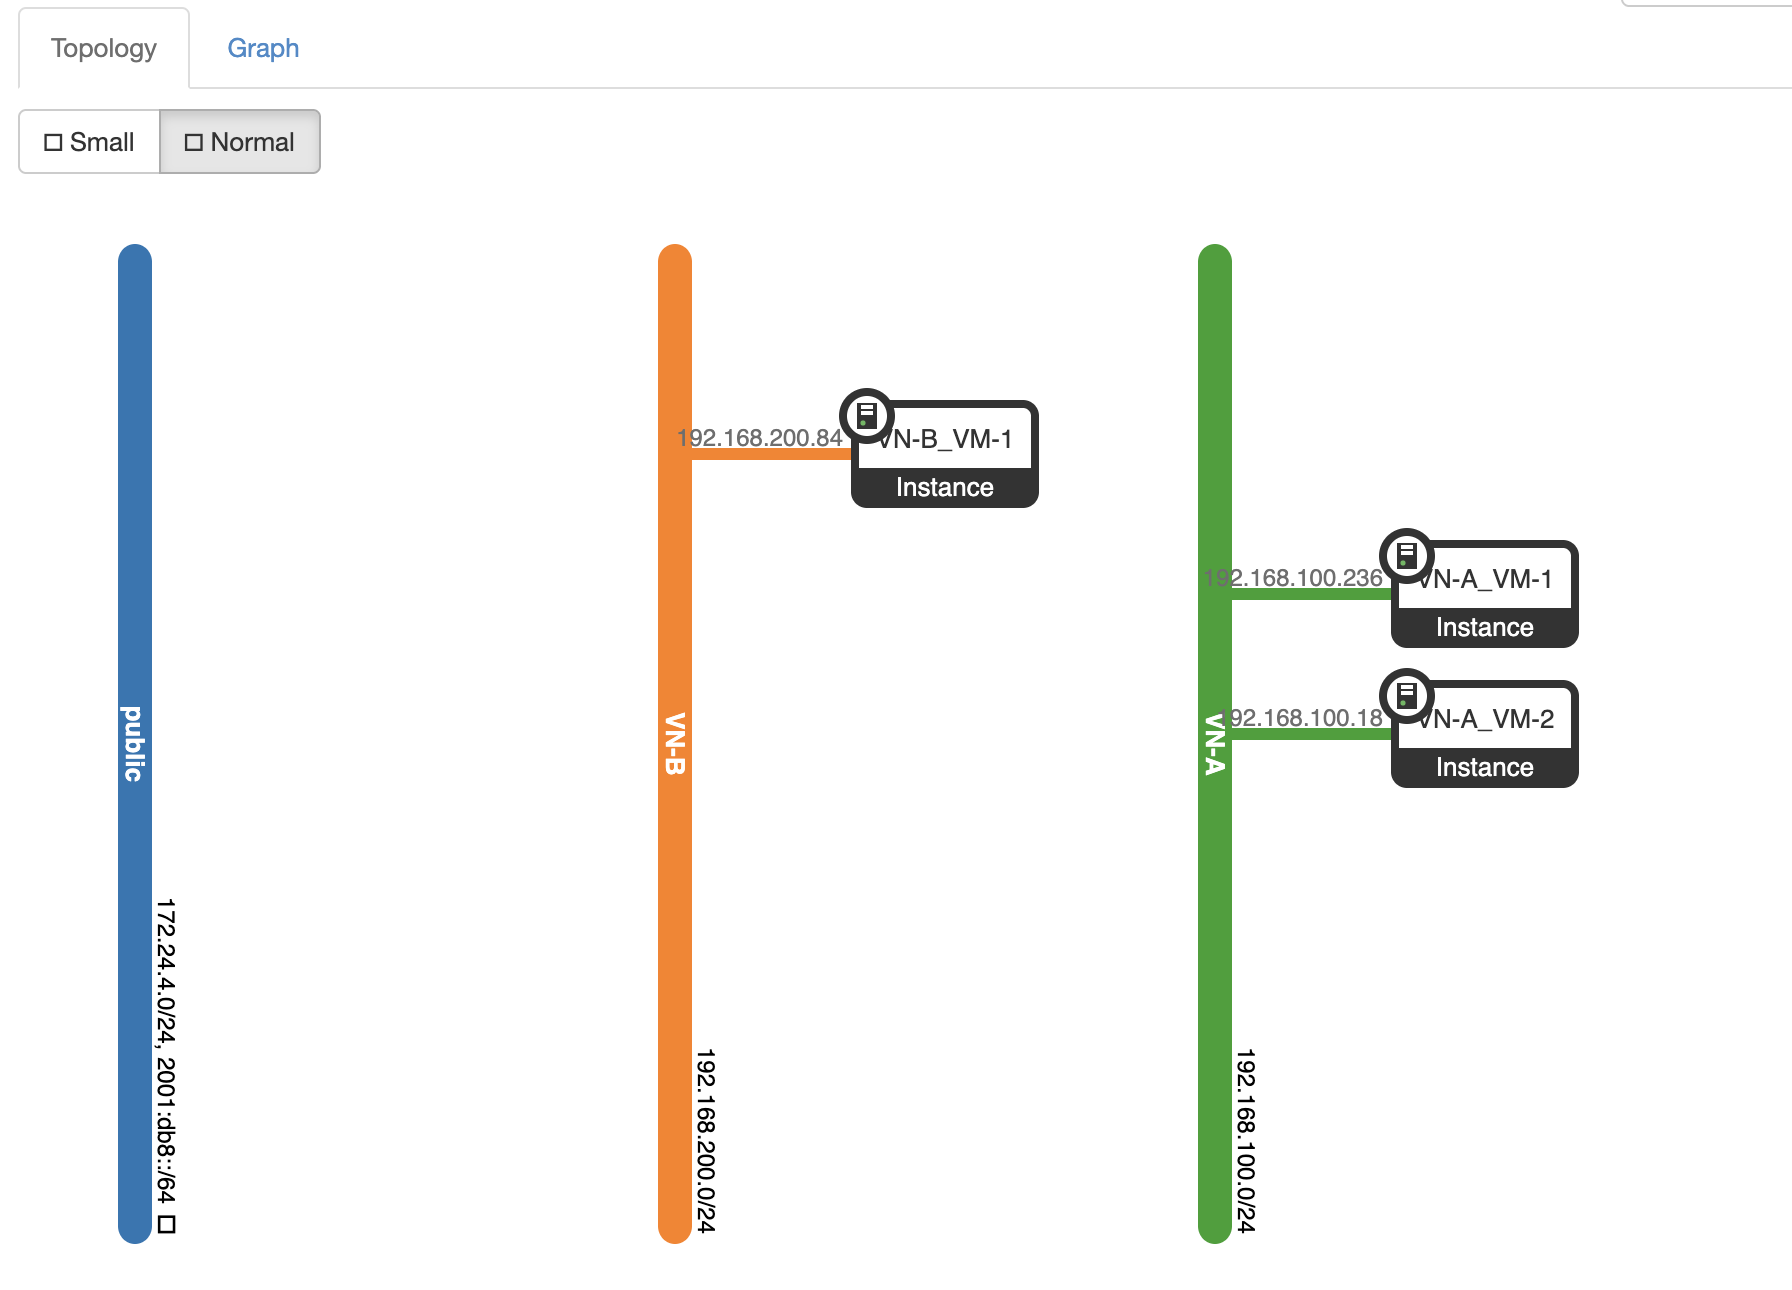 Topology
Graph
Small
Normal
public
172.24.4.0/24, 2001:db8::/64
VN-B
192.168.200.0/24
192.168.200.84
VN-B_VM-1
Instance
VN-A
192.168.100.0/24
192.168.100.236
VN-A_VM-1
Instance
192.168.100.18
VN-A_VM-2
Instance